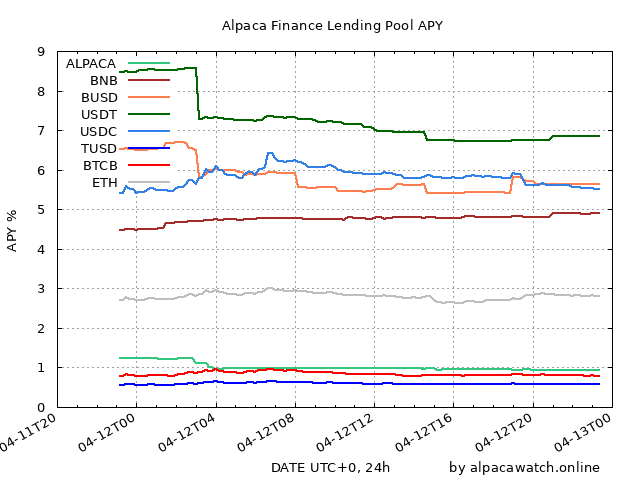 Alpaca Finance Lending Pool APY
9
8
7
6
5
4
3
2
1
0
APY %
ALPACA
BNB
BUSD
USDT
USDC
TUSD
BTCB
ETH
04-11T20
04-12T00
04-12T04
04-12T08
04-12T12
04-12T16
04-12T20
04-13T00
DATE UTC+0, 24h
by alpacawatch.online